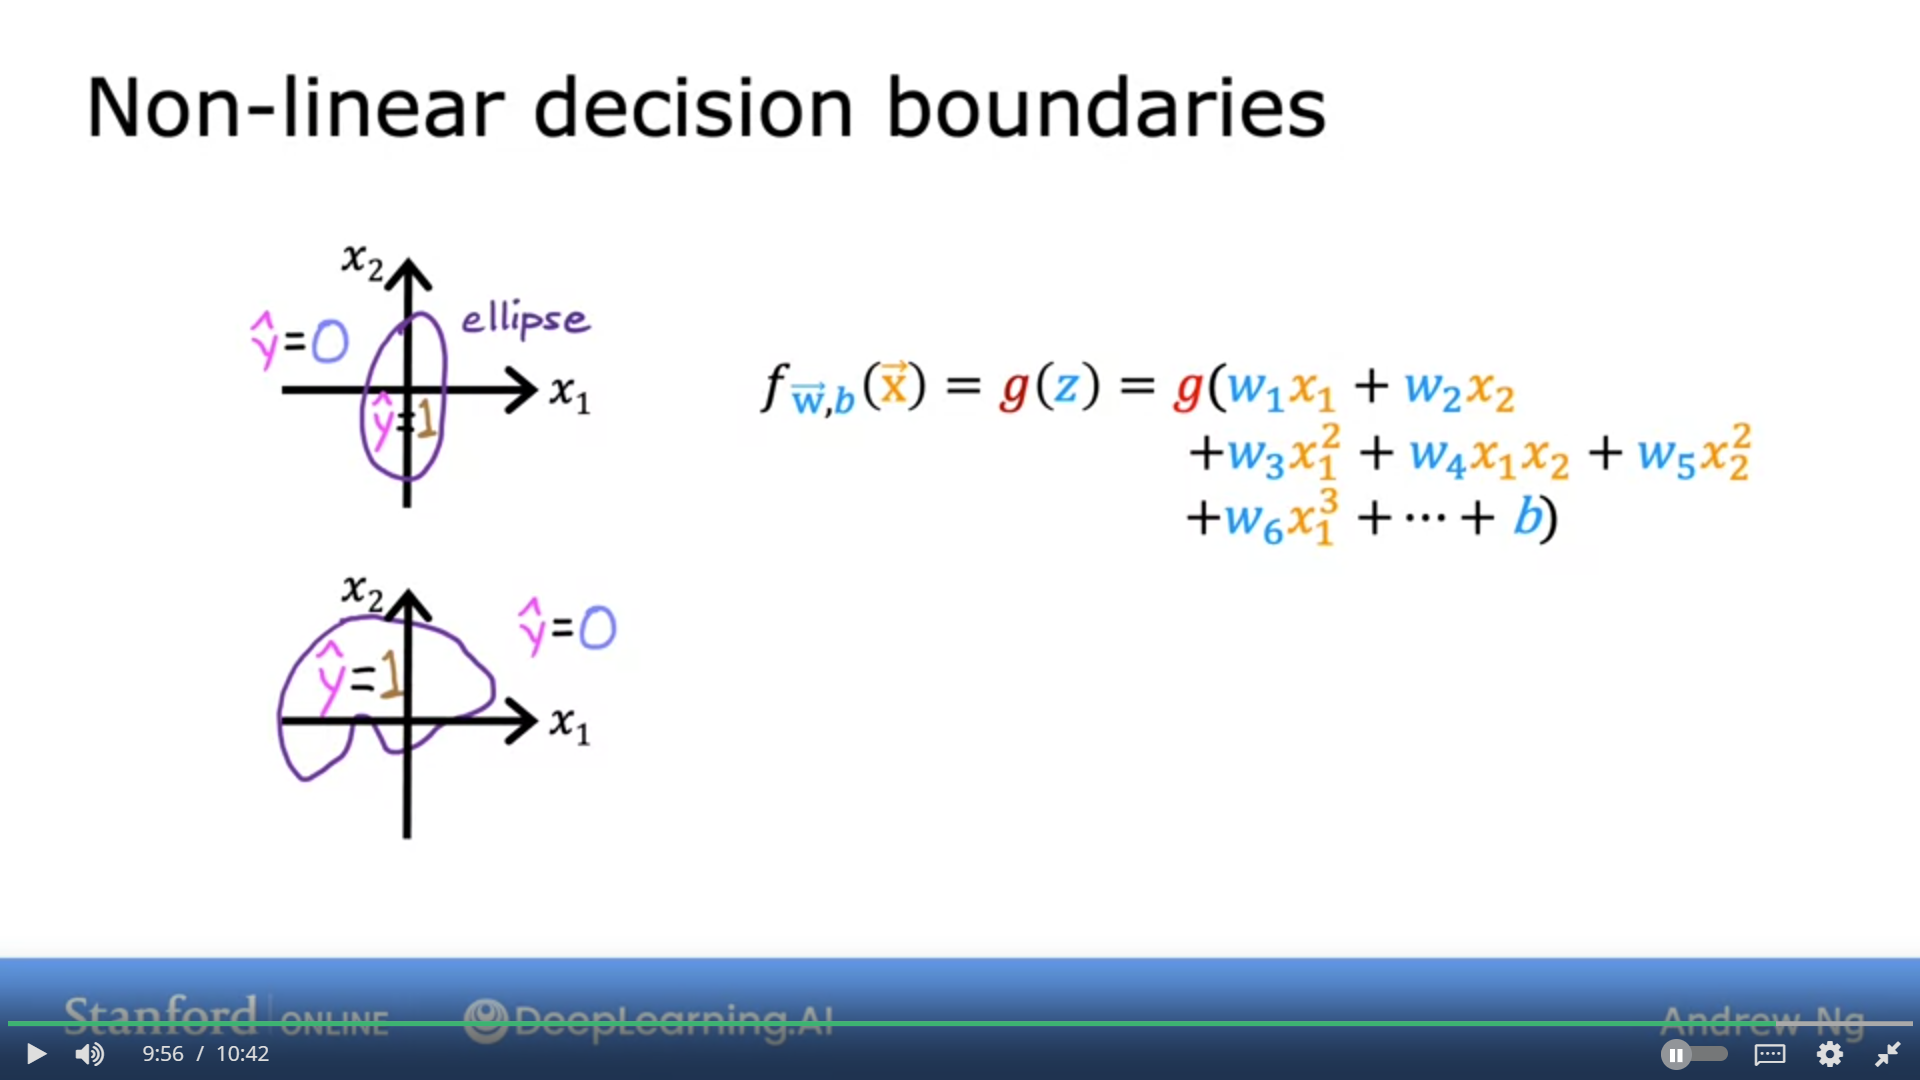 Non-linear decision boundaries
x₂
ellipse
ŷ=0
x₁
ŷ=1
f w⃗,b (x⃗) = g(z) = g(w₁x₁ + w₂x₂
+w₃x₁² + w₄x₁x₂ + w₅x₂²
+w₆x₁³ + ⋯ + b)
x₂
ŷ=0
ŷ=1
x₁
Stanford | ONLINE DeepLearning.AI Andrew Ng
9:56 / 10:42